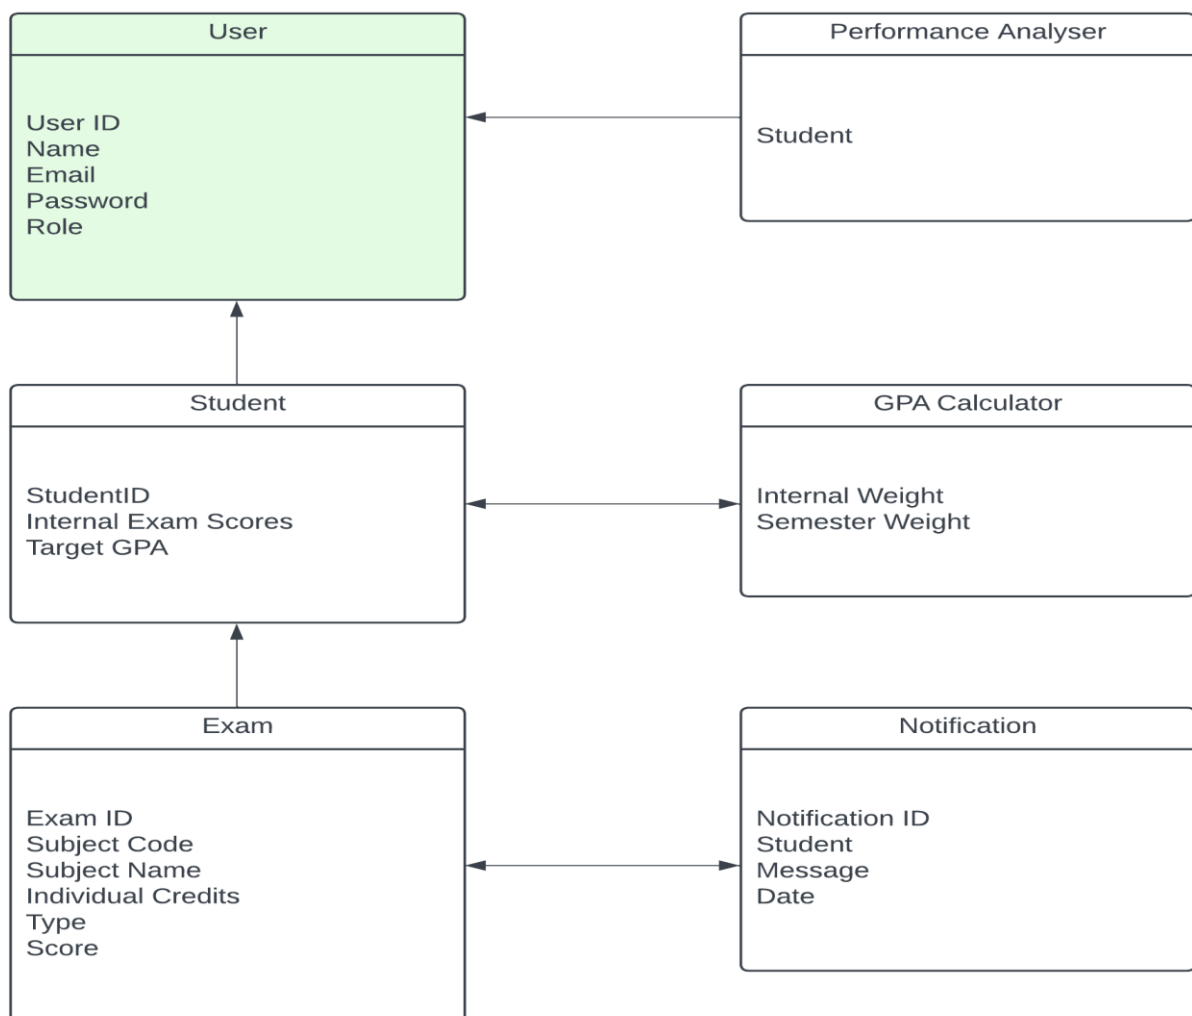 User
User ID
Name
Email
Password
Role
Performance Analyser
Student
Student
StudentID
Internal Exam Scores
Target GPA
GPA Calculator
Internal Weight
Semester Weight
Exam
Exam ID
Subject Code
Subject Name
Individual Credits
Type
Score
Notification
Notification ID
Student
Message
Date